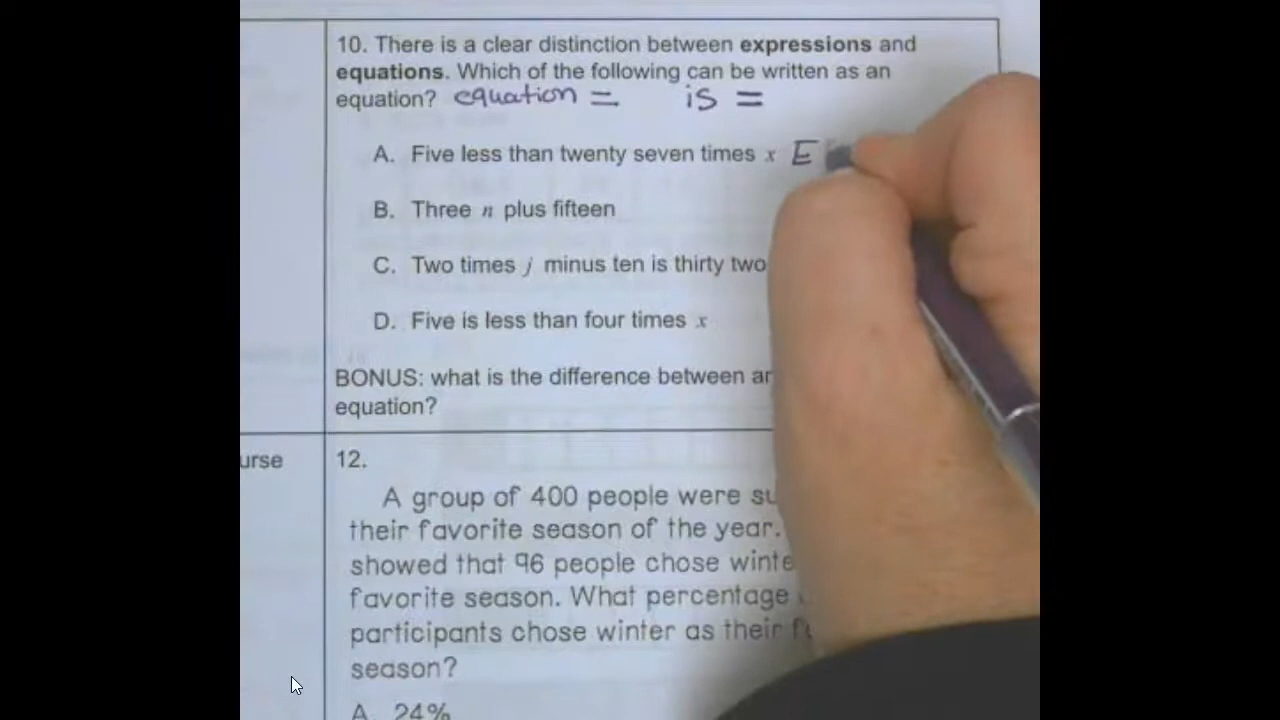 10. There is a clear distinction between expressions and
equations. Which of the following can be written as an
equation? equation = is =
A. Five less than twenty seven times x E
B. Three n plus fifteen
C. Two times j minus ten is thirty two
D. Five is less than four times x
BONUS: what is the difference between
equation?
urse
12.
A group of 400 people were
their favorite season of the year.
showed that 96 people chose
favorite season. What percentage
participants chose winter as their
season?
A. 24%